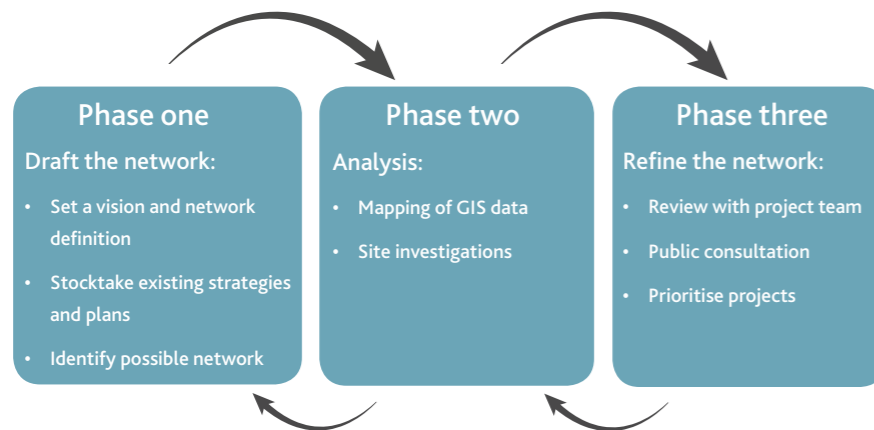 Phase one
Draft the network:
• Set a vision and network
definition
• Stocktake existing strategies
and plans
• Identify possible network
Phase two
Analysis:
• Mapping of GIS data
• Site investigations
Phase three
Refine the network:
• Review with project team
• Public consultation
• Prioritise projects